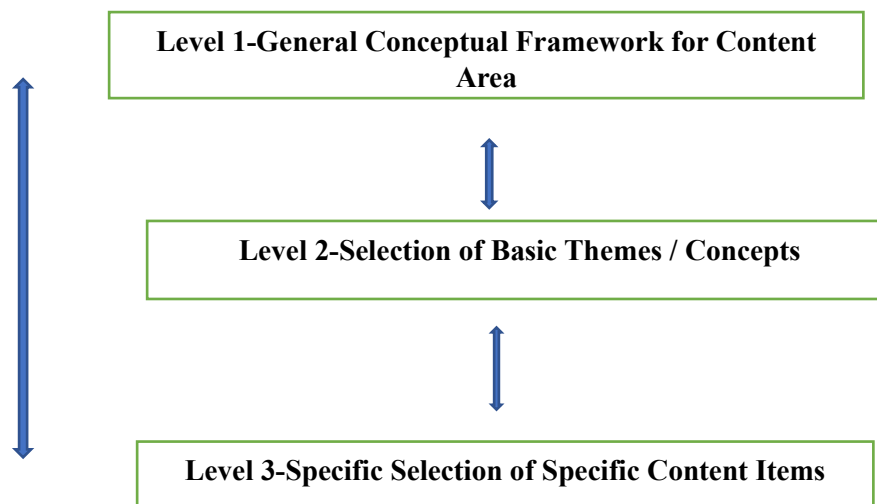 Level 1-General Conceptual Framework for Content
Area
Level 2-Selection of Basic Themes / Concepts
Level 3-Specific Selection of Specific Content Items